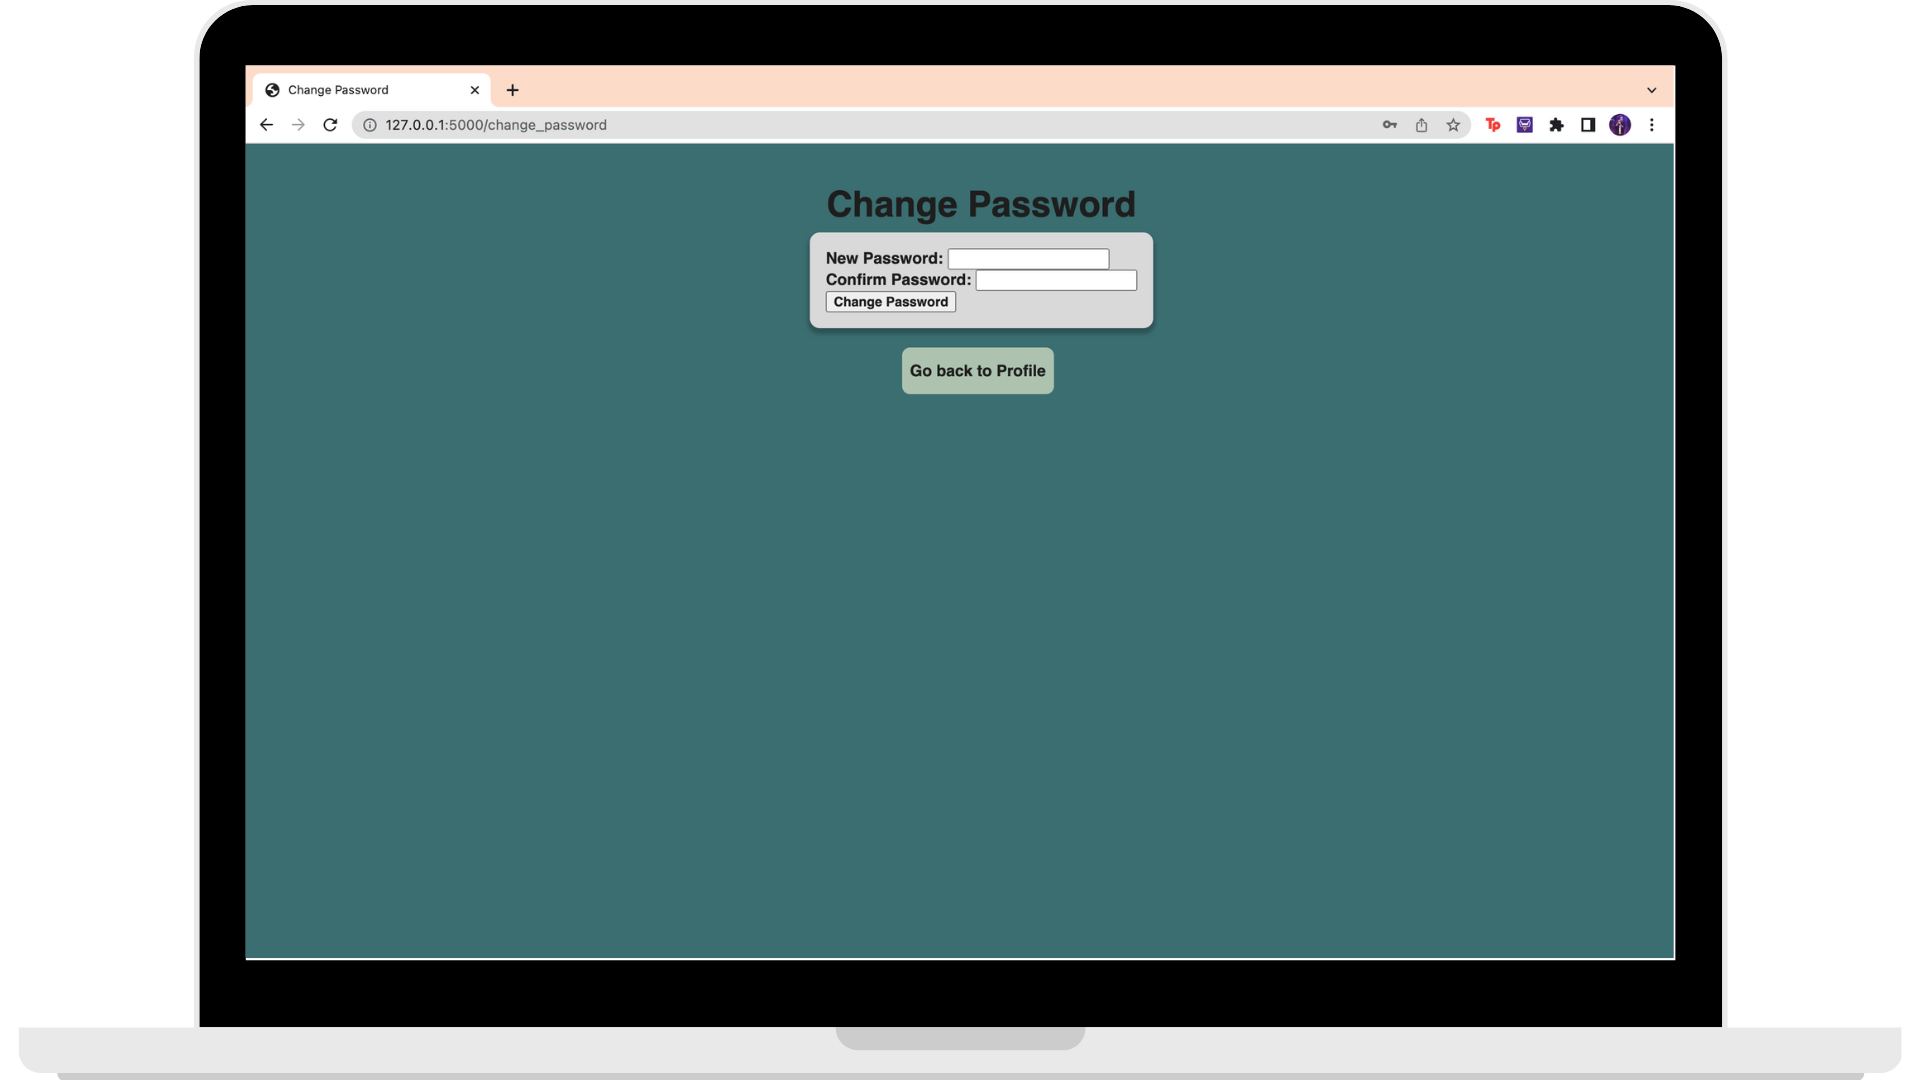 Change Password
127.0.0.1:5000/change_password
Tp
Change Password
New Password:
Confirm Password:
Change Password
Go back to Profile